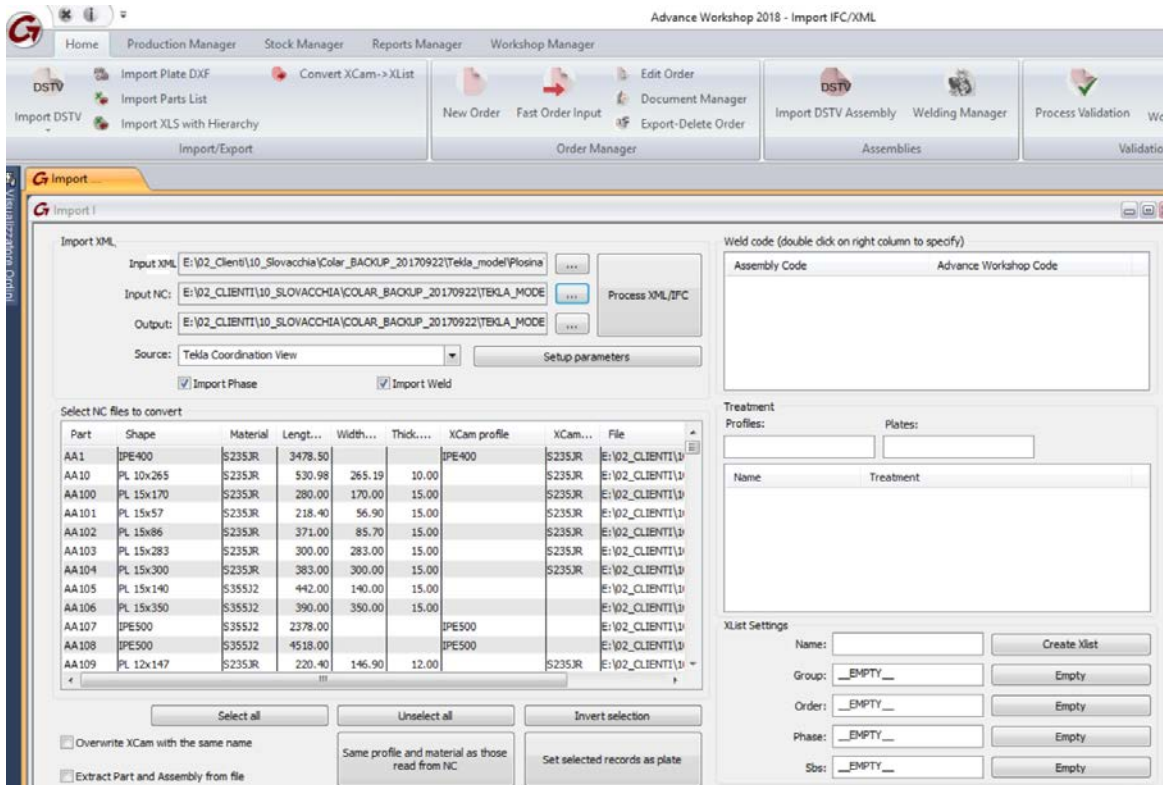 Advance Workshop 2018 - Import IFC/XML
Home Production Manager Stock Manager Reports Manager Workshop Manager
DSTV
Import DSTV
Import Plate DXF
Import Parts List
Import XLS with Hierarchy
Convert XCam->XList
Import/Export
New Order
Fast Order Input
Edit Order
Document Manager
Export-Delete Order
Order Manager
DSTV
Import DSTV Assembly
Welding Manager
Assemblies
Process Validation
Visualizzatore Ordini
Import ...
Import I
Import XML,
Input XML E:\02_Clienti\10_Slovacchia\Colar_BACKUP_20170922\Tekla_model\Plosina ...
Input NC: E:\02_CLIENTI\10_SLOVACCHIA\COLAR_BACKUP_20170922\TEKLA_MODE ...
Output: E:\02_CLIENTI\10_SLOVACCHIA\COLAR_BACKUP_20170922\TEKLA_MODE ...
Process XML/IFC
Source: Tekla Coordination View
Setup parameters
Import Phase Import Weld
Select NC files to convert
Part Shape Material Lengt... Width... Thick.... XCam profile XCam... File
AA1 IPE400 S235JR 3478.50 IPE400 S235JR E:\02_CLIENTI\1
AA10 PL 10x265 S235JR 530.98 265.19 10.00 S235JR E:\02_CLIENTI\1
AA100 PL 15x170 S235JR 280.00 170.00 15.00 S235JR E:\02_CLIENTI\1
AA101 PL 15x57 S235JR 218.40 56.90 15.00 S235JR E:\02_CLIENTI\1
AA102 PL 15x86 S235JR 371.00 85.70 15.00 S235JR E:\02_CLIENTI\1
AA103 PL 15x283 S235JR 300.00 283.00 15.00 S235JR E:\02_CLIENTI\1
AA104 PL 15x300 S235JR 383.00 300.00 15.00 S235JR E:\02_CLIENTI\1
AA105 PL 15x140 S355J2 442.00 140.00 15.00 E:\02_CLIENTI\1
AA106 PL 15x350 S355J2 390.00 350.00 15.00 E:\02_CLIENTI\1
AA107 IPE500 S355J2 2378.00 IPE500 E:\02_CLIENTI\1
AA108 IPE500 S355J2 4518.00 IPE500 E:\02_CLIENTI\1
AA109 PL 12x147 S235JR 220.40 146.90 12.00 S235JR E:\02_CLIENTI\1
Select all
Unselect all
Invert selection
Overwrite XCam with the same name
Extract Part and Assembly from file
Same profile and material as those
read from NC
Set selected records as plate
Weld code (double click on right column to specify)
Assembly Code Advance Workshop Code
Treatment
Profiles: Plates:
Name Treatment
XList Settings
Name: Create Xlist
Group: __EMPTY__ Empty
Order: __EMPTY__ Empty
Phase: __EMPTY__ Empty
Sbs: __EMPTY__ Empty